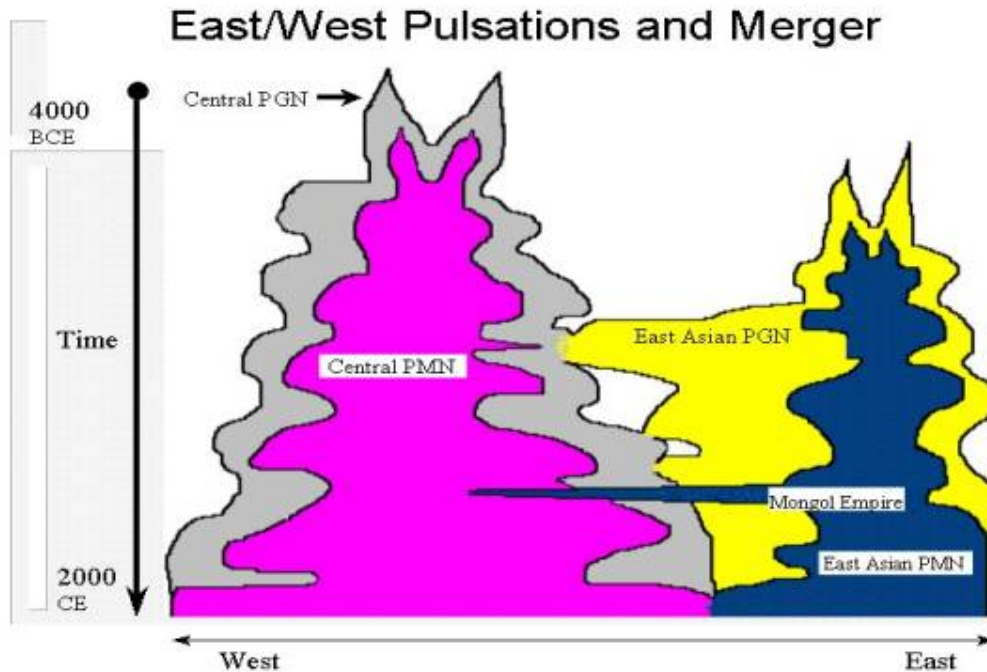 East/West Pulsations and Merger
Central PGN
4000
BCE
Time
East Asian PGN
Central PMN
Mongol Empire
East Asian PMN
2000
CE
West
East